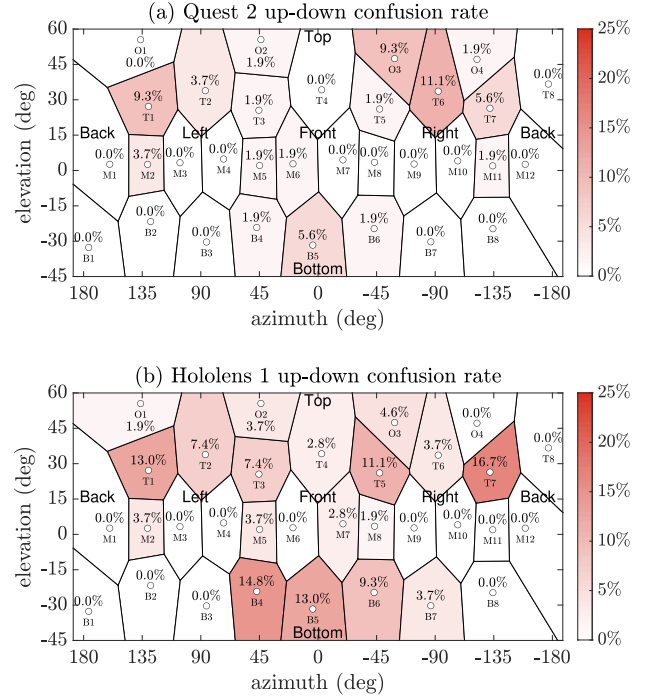 (a) Quest 2 up-down confusion rate
60
45
30
15
0
-15
-30
-45
elevation (deg)
180 135 90 45 0 -45 -90 -135 -180
azimuth (deg)
Top
Back Left Front Right Back
Bottom
O1 0.0%
O2 1.9%
9.3% O3
1.9% O4
9.3% T1
3.7% T2
1.9% T3
0.0% T4
1.9% T5
11.1% T6
5.6% T7
0.0% T8
0.0% M1
3.7% M2
0.0% M3
0.0% M4
1.9% M5
1.9% M6
0.0% M7
0.0% M8
0.0% M9
0.0% M10
1.9% M11
0.0% M12
0.0% B1
0.0% B2
0.0% B3
1.9% B4
5.6% B5
1.9% B6
0.0% B7
0.0% B8
25%
20%
15%
10%
5%
0%
(b) Hololens 1 up-down confusion rate
60
45
30
15
0
-15
-30
-45
elevation (deg)
180 135 90 45 0 -45 -90 -135 -180
azimuth (deg)
Top
Back Left Front Right Back
Bottom
O1 1.9%
O2 3.7%
4.6% O3
0.0% O4
13.0% T1
7.4% T2
7.4% T3
2.8% T4
11.1% T5
3.7% T6
16.7% T7
0.0% T8
0.0% M1
3.7% M2
0.0% M3
0.0% M4
3.7% M5
0.0% M6
2.8% M7
1.9% M8
0.0% M9
0.0% M10
0.0% M11
0.0% M12
0.0% B1
0.0% B2
0.0% B3
14.8% B4
13.0% B5
9.3% B6
3.7% B7
0.0% B8
25%
20%
15%
10%
5%
0%